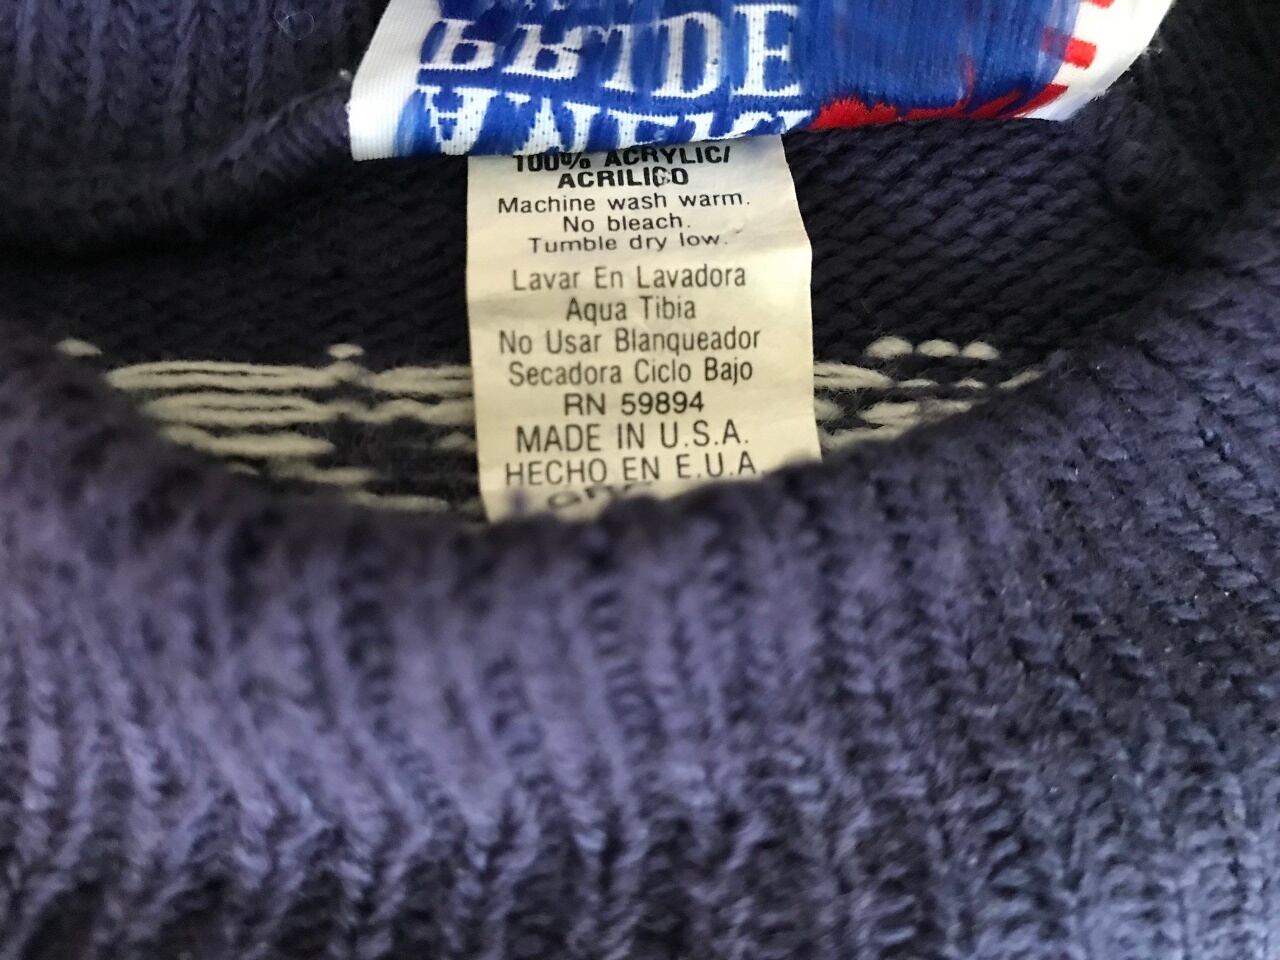 PRIDE
100% ACRYLIC/
ACRILICO
Machine wash warm.
No bleach.
Tumble dry low.
Lavar En Lavadora
Aqua Tibia
No Usar Blanqueador
Secadora Ciclo Bajo
RN 59894
MADE IN U.S.A.
HECHO EN E.U.A.